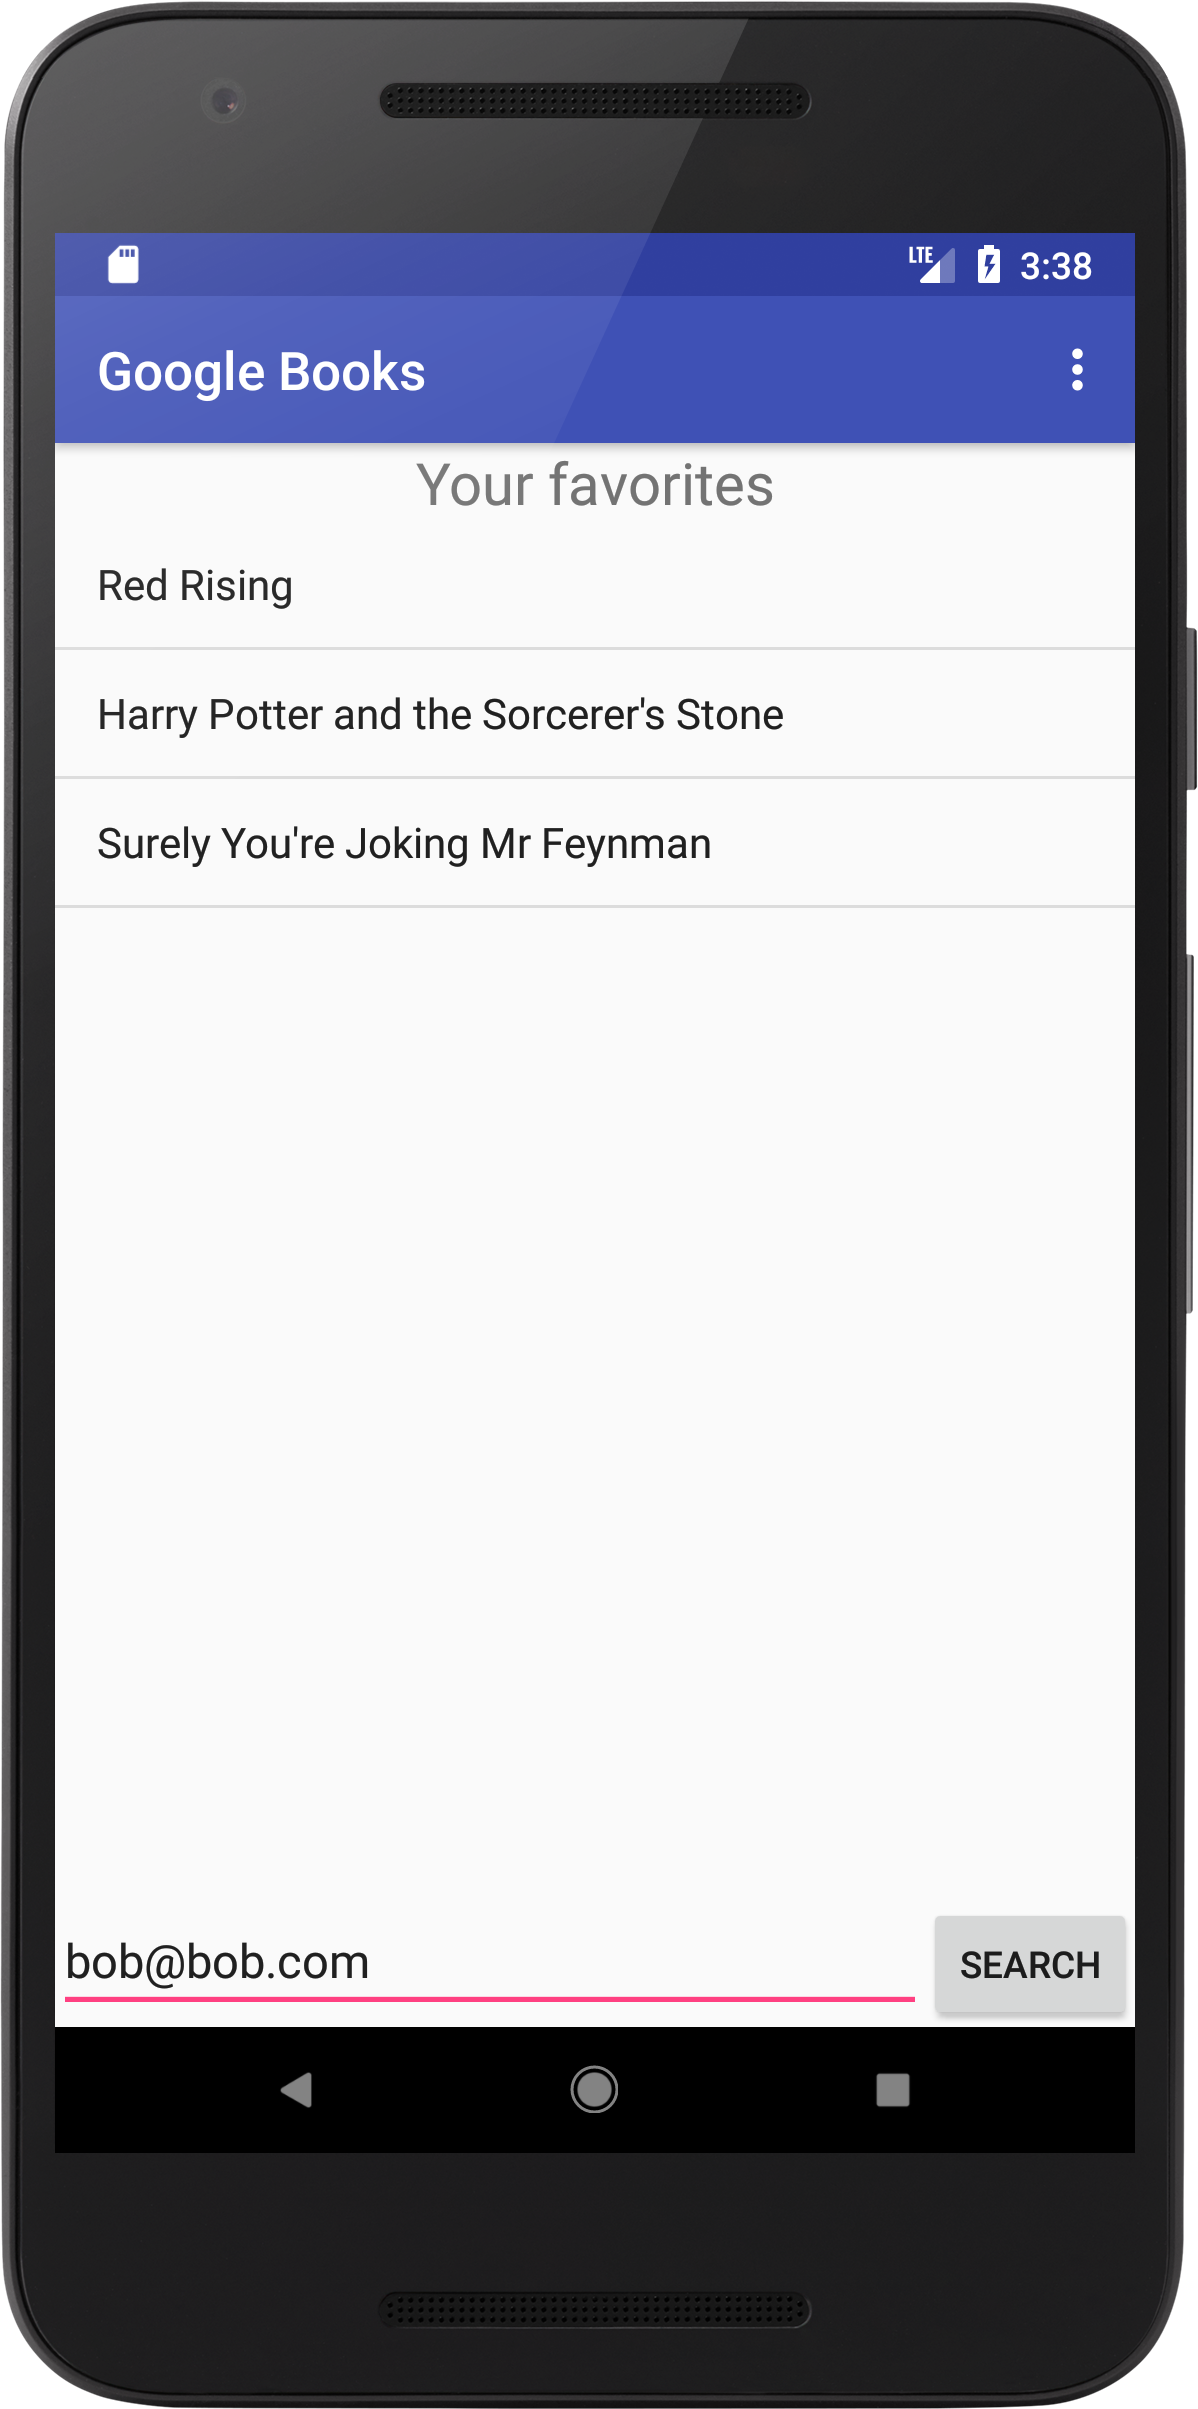 LTE 3:38
Google Books
Your favorites
Red Rising
Harry Potter and the Sorcerer's Stone
Surely You're Joking Mr Feynman
bob@bob.com SEARCH